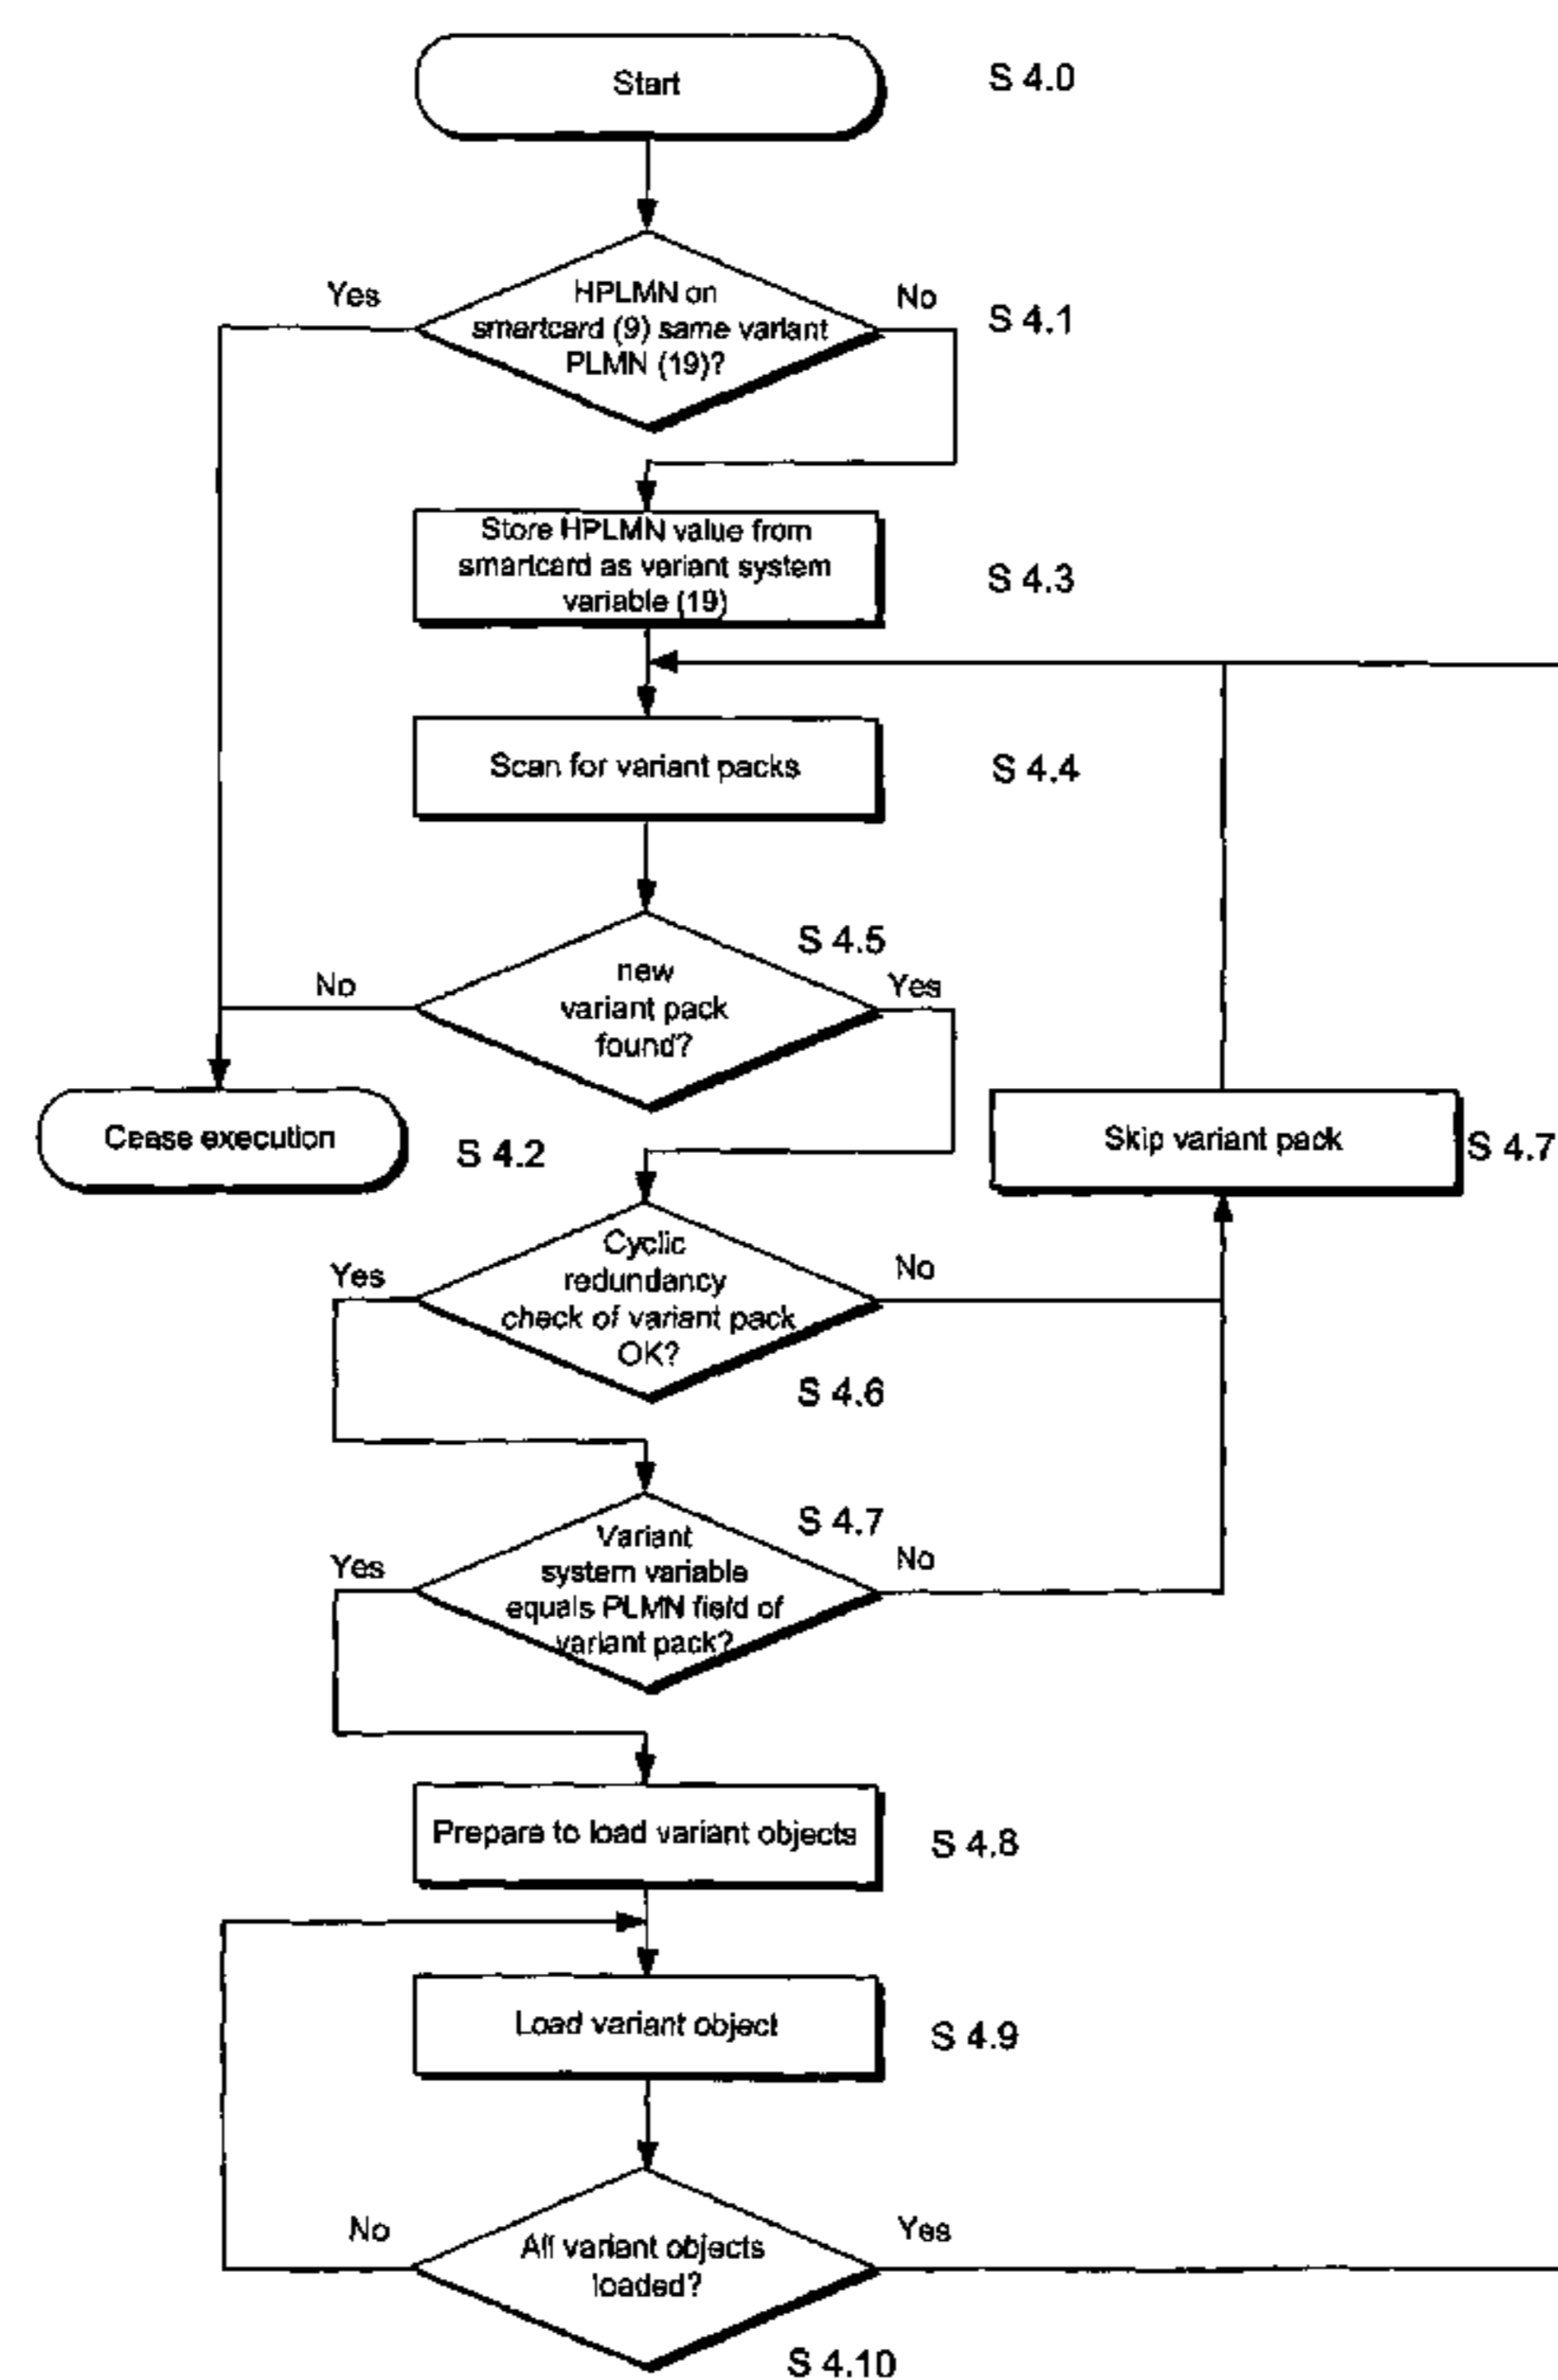 Start
S 4.0
Yes
No
HPLMN on
smartcard (9) same variant
PLMN (19)?
S 4.1
Store HPLMN value from
smartcard as variant system
variable (19)
S 4.3
Scan for variant packs
S 4.4
S 4.5
No
new
variant pack
found?
Yes
Cease execution
S 4.2
Skip variant pack
S 4.7
Yes
Cyclic
redundancy
check of variant pack
OK?
No
S 4.6
S 4.7
Yes
Variant
system variable
equals PLMN field of
variant pack?
No
Prepare to load variant objects
S 4.8
Load variant object
S 4.9
No
All variant objects
loaded?
Yes
S 4.10